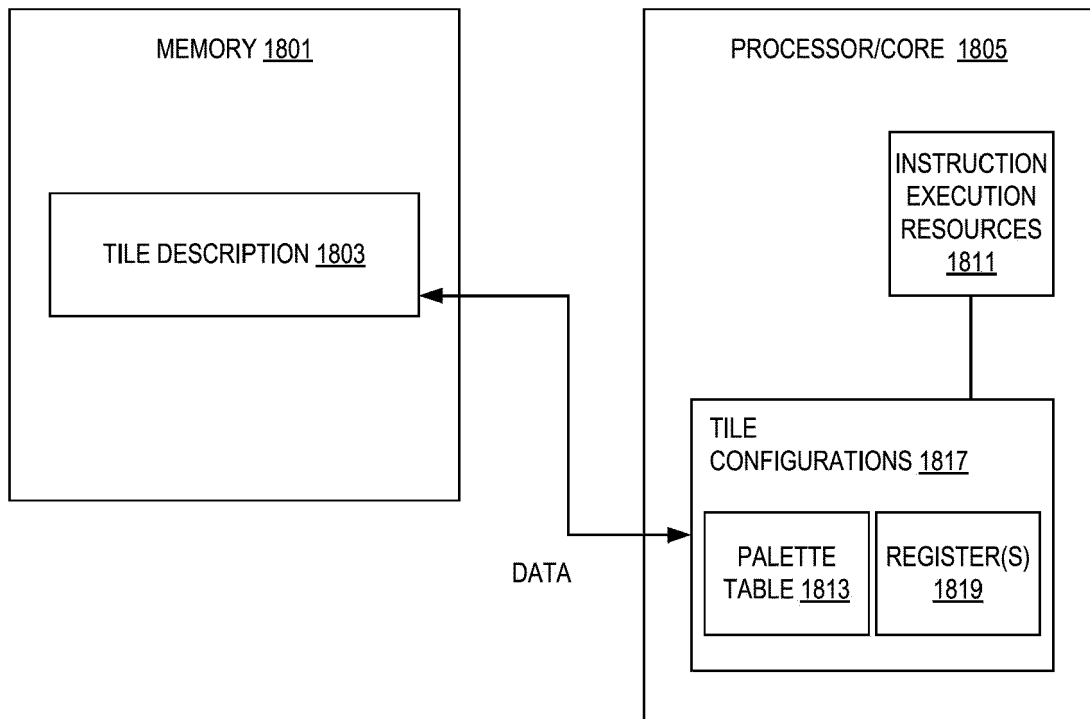 MEMORY 1801
TILE DESCRIPTION 1803
DATA
PROCESSOR/CORE 1805
INSTRUCTION
EXECUTION
RESOURCES
1811
TILE
CONFIGURATIONS 1817
PALETTE
TABLE 1813
REGISTER(S)
1819